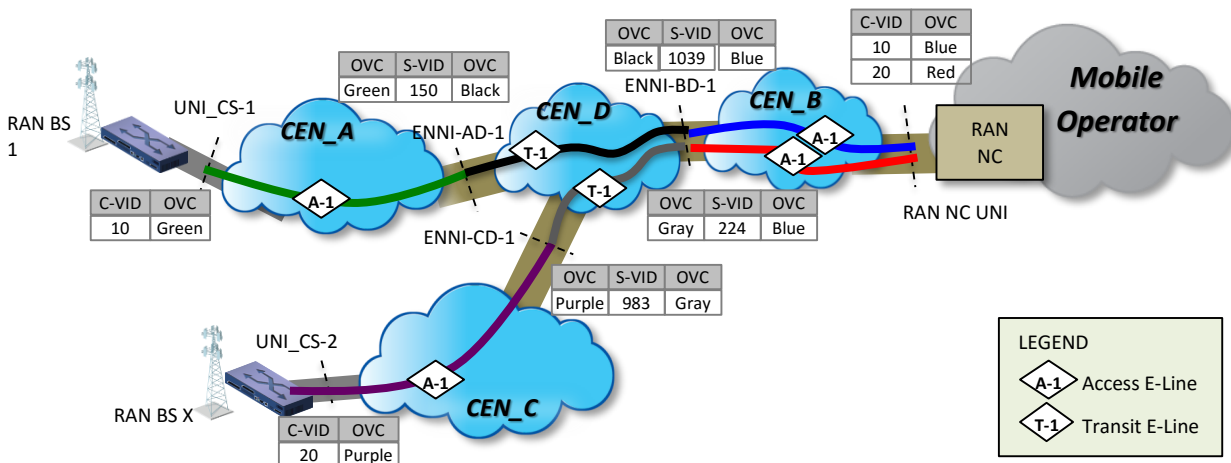 C-VID OVC
10 Blue
20 Red
OVC S-VID OVC
Black 1039 Blue
OVC S-VID OVC
Green 150 Black
ENNI-BD-1
Mobile
Operator
UNI_CS-1
CEN_A
CEN_D
CEN_B
RAN BS
1
ENNI-AD-1
T-1
A-1
A-1
RAN
NC
A-1
T-1
RAN NC UNI
C-VID OVC
10 Green
OVC S-VID OVC
Gray 224 Blue
ENNI-CD-1
OVC S-VID OVC
Purple 983 Gray
UNI_CS-2
A-1
RAN BS X
CEN_C
C-VID OVC
20 Purple
LEGEND
A-1 Access E-Line
T-1 Transit E-Line